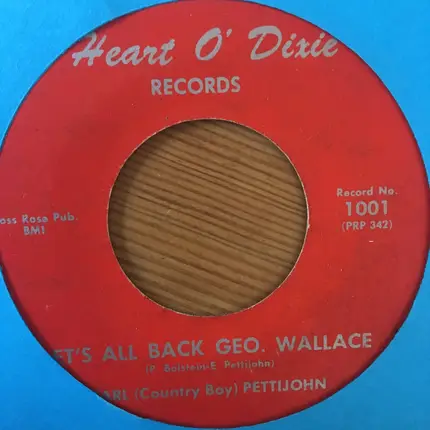 Heart O' Dixie
RECORDS
Record No.
1001
(PRP 342)
oss Rosa Pub.
BMI
ET'S ALL BACK GEO. WALLACE
(P. Bolstein-E. Pettijohn)
ARL (Country Boy) PETTIJOHN